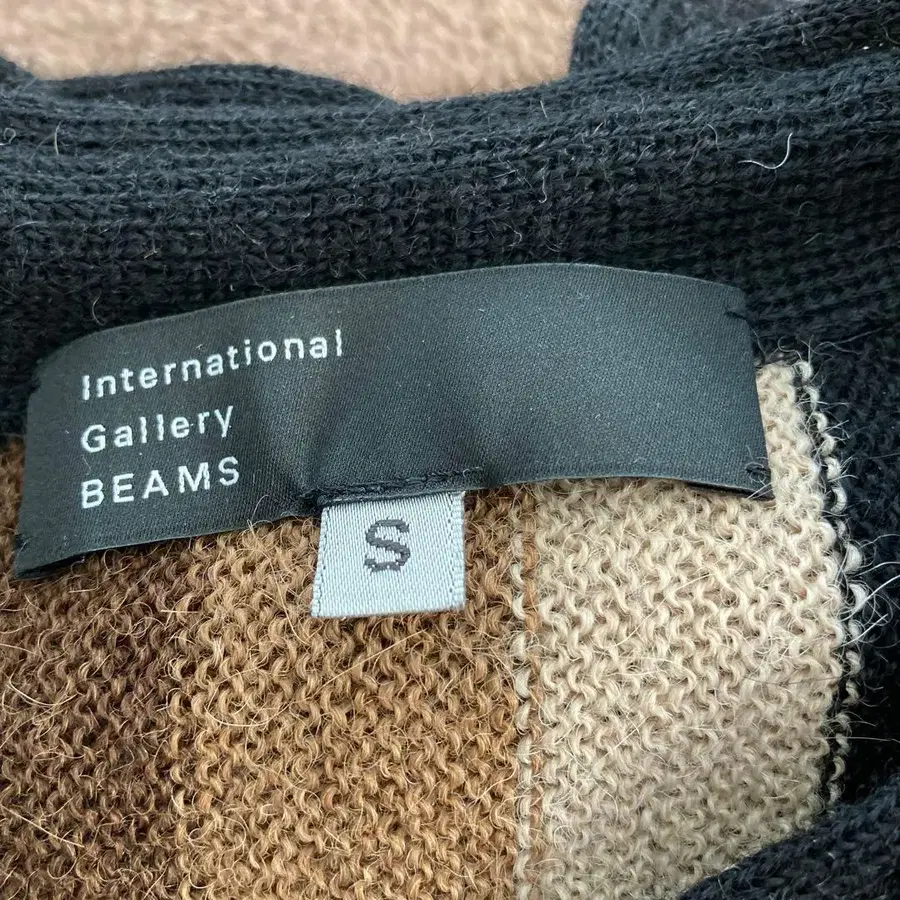 International
Gallery
BEAMS
S